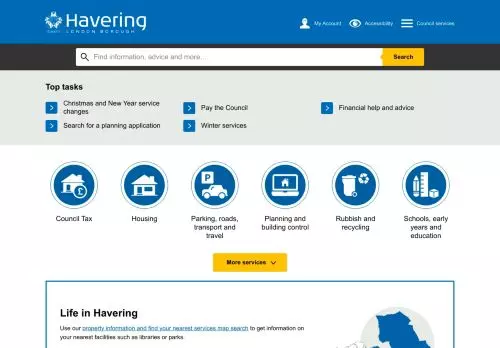 Havering
LONDON BOROUGH
My Account
Accessibility
Council services
Find information, advice and more...
Search
Top tasks
Christmas and New Year service
changes
Pay the Council
Financial help and advice
Search for a planning application
Winter services
Council Tax
Housing
Parking, roads,
transport and
travel
Planning and
building control
Rubbish and
recycling
Schools, early
years and
education
More services
Life in Havering
Use our property information and find your nearest services map search to get information on
your nearest facilities such as libraries or parks.